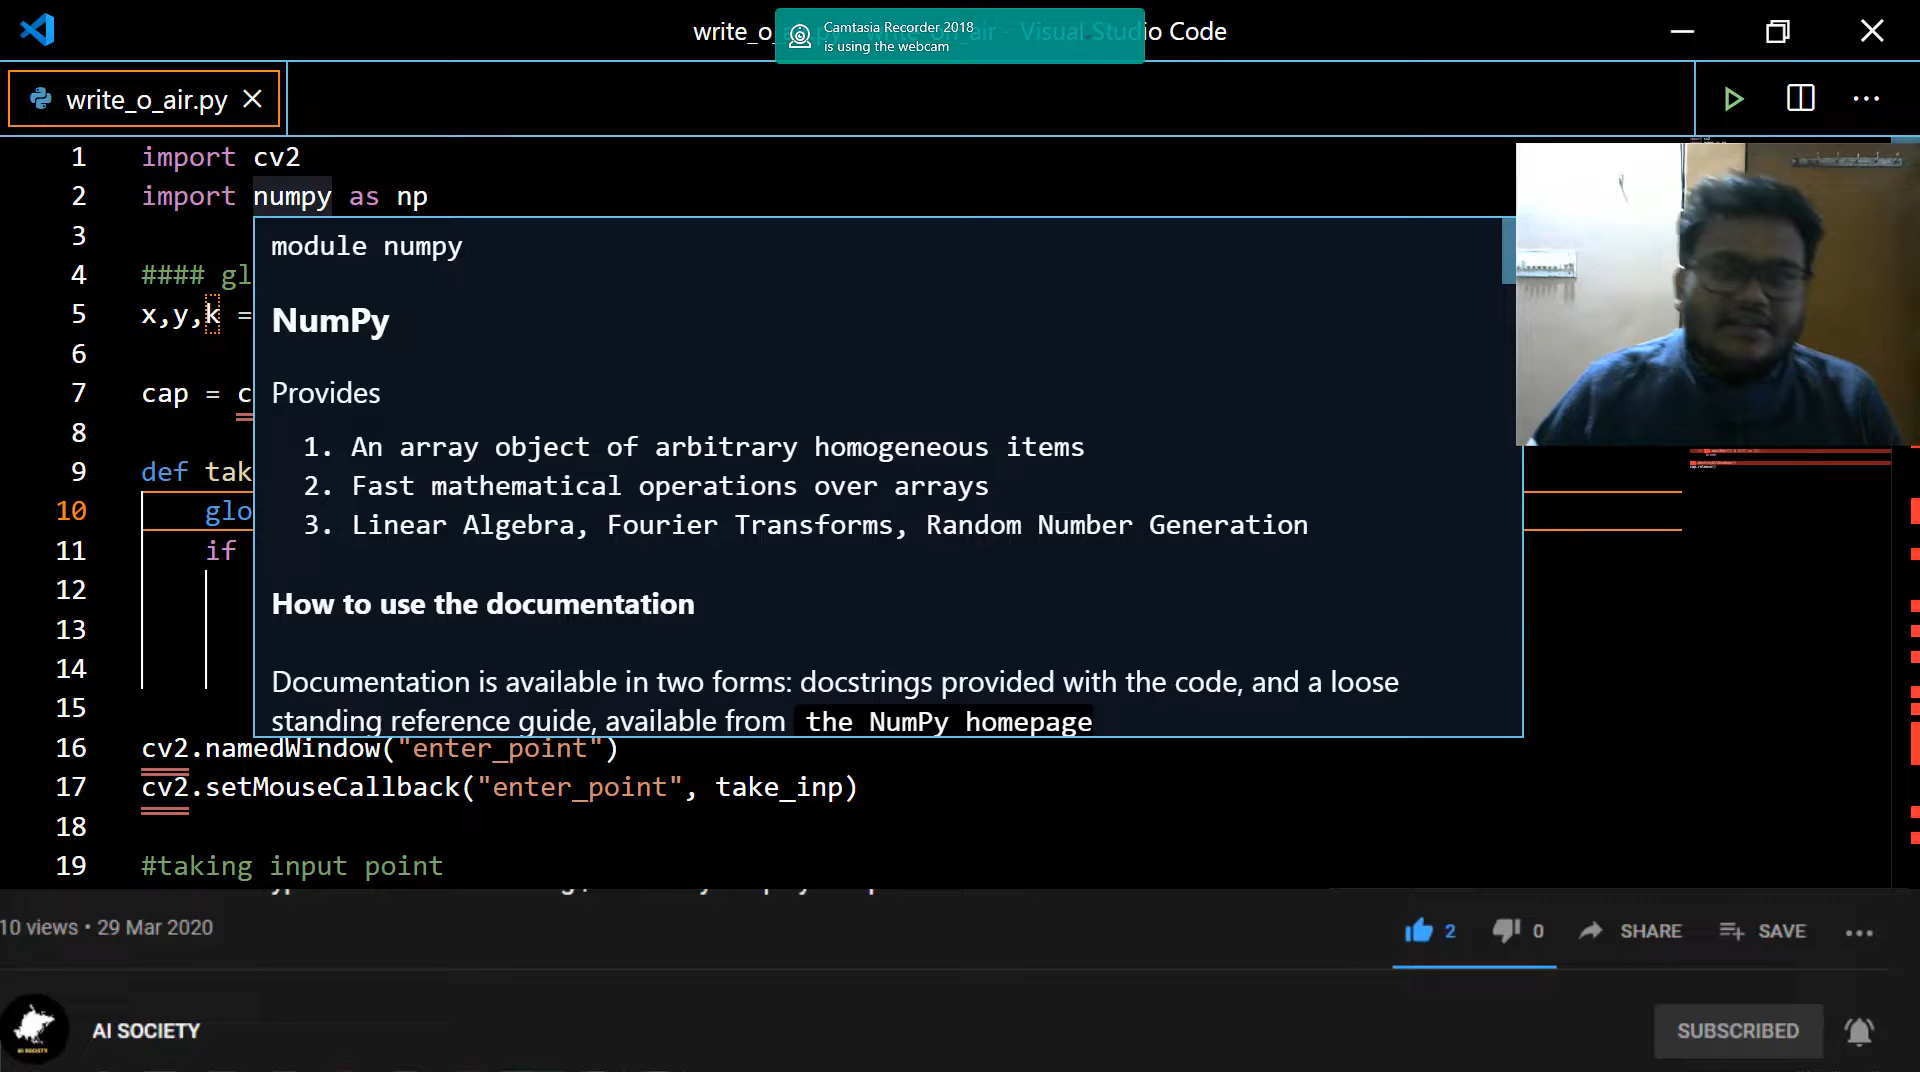 write_o_ air - Visual Studio Code
Camtasia Recorder 2018
is using the webcam
write_o_air.py
1 import cv2
2 import numpy as np
3
4 #### gl
5 x,y,k =
6
7 cap = c
8
9 def tak
10 glo
11 if
12
13
14
15
module numpy
NumPy
Provides
1. An array object of arbitrary homogeneous items
2. Fast mathematical operations over arrays
3. Linear Algebra, Fourier Transforms, Random Number Generation
How to use the documentation
Documentation is available in two forms: docstrings provided with the code, and a loose
standing reference guide, available from the NumPy homepage
16 cv2.namedWindow("enter_point")
17 cv2.setMouseCallback("enter_point", take_inp)
18
19 #taking input point
10 views • 29 Mar 2020
2 0 SHARE SAVE
AI SOCIETY
SUBSCRIBED